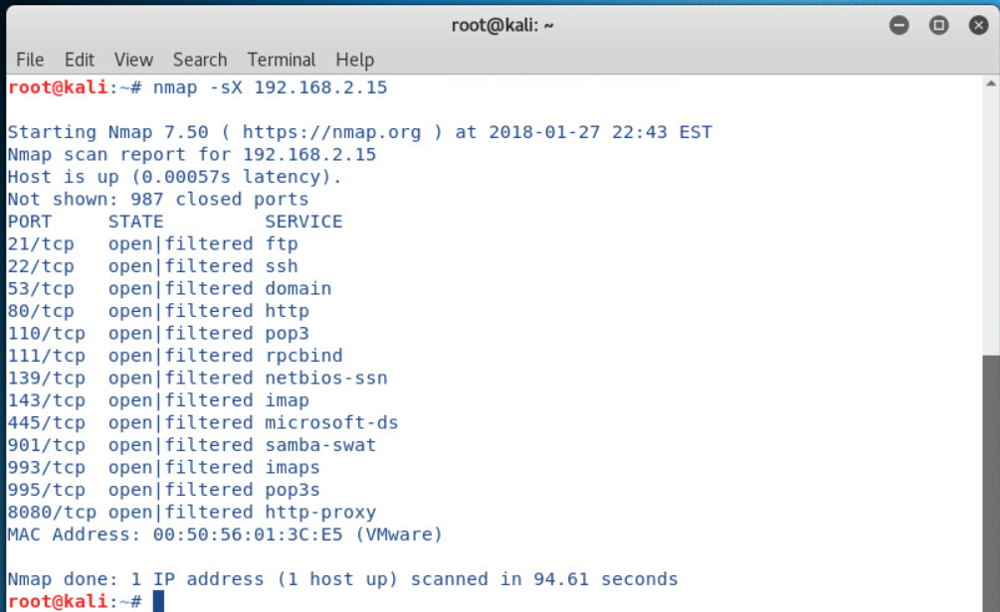 root@kali: ~
File Edit View Search Terminal Help
root@kali:~# nmap -sX 192.168.2.15
Starting Nmap 7.50 ( https://nmap.org ) at 2018-01-27 22:43 EST
Nmap scan report for 192.168.2.15
Host is up (0.00057s latency).
Not shown: 987 closed ports
PORT     STATE         SERVICE
21/tcp   open|filtered ftp
22/tcp   open|filtered ssh
53/tcp   open|filtered domain
80/tcp   open|filtered http
110/tcp  open|filtered pop3
111/tcp  open|filtered rpcbind
139/tcp  open|filtered netbios-ssn
143/tcp  open|filtered imap
445/tcp  open|filtered microsoft-ds
901/tcp  open|filtered samba-swat
993/tcp  open|filtered imaps
995/tcp  open|filtered pop3s
8080/tcp open|filtered http-proxy
MAC Address: 00:50:56:01:3C:E5 (VMware)
Nmap done: 1 IP address (1 host up) scanned in 94.61 seconds
root@kali:~#